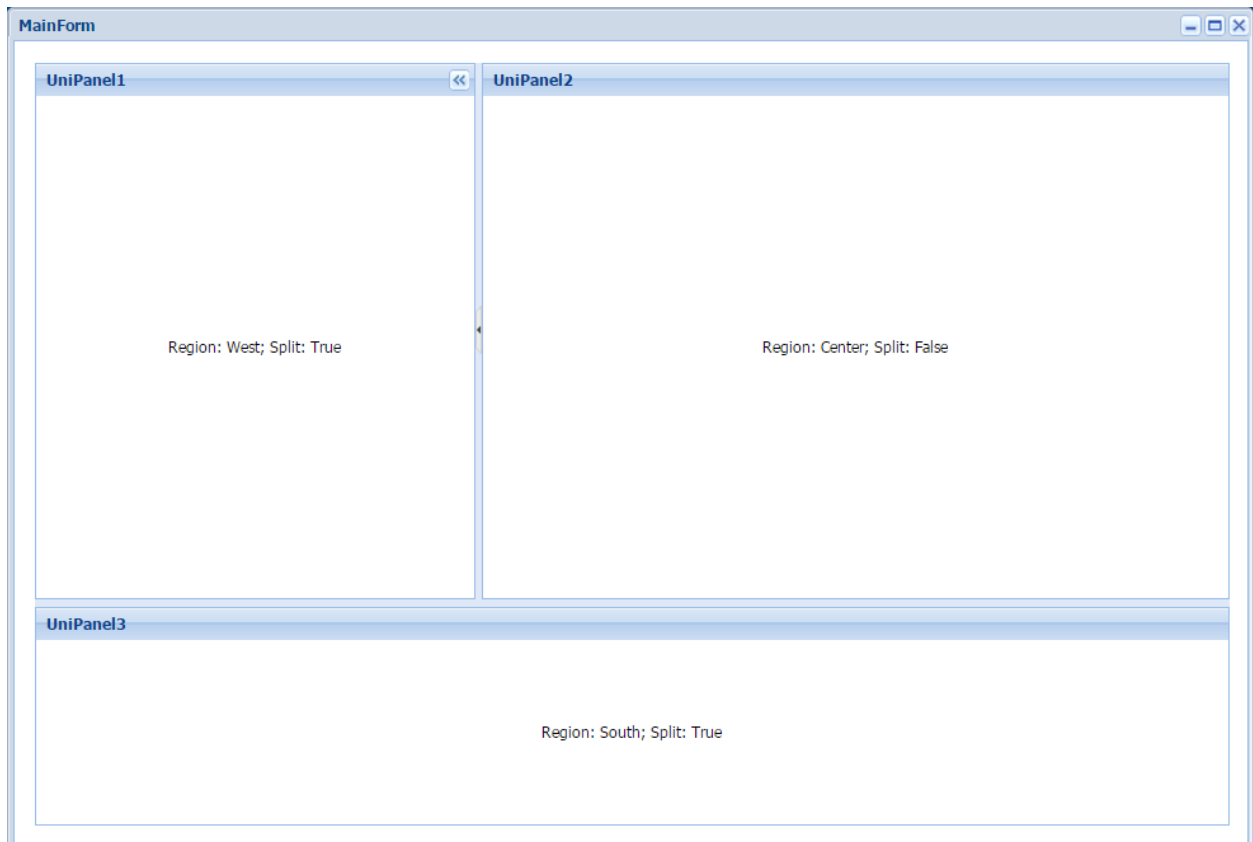 MainForm
UniPanel1
UniPanel2
Region: West; Split: True
Region: Center; Split: False
UniPanel3
Region: South; Split: True